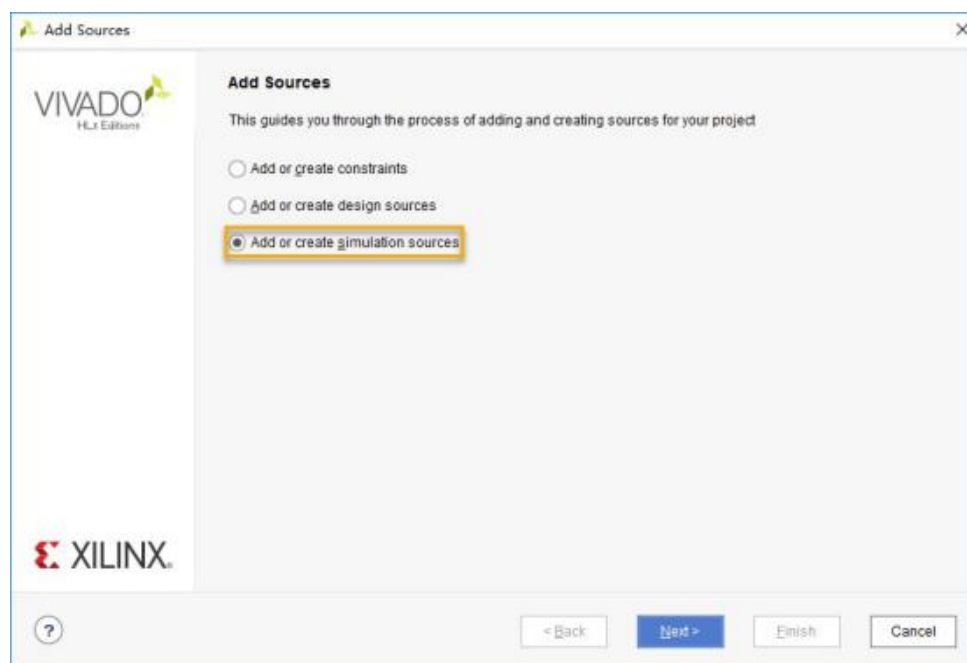 Add Sources
VIVADO
HLx Editions
Add Sources
This guides you through the process of adding and creating sources for your project
Add or create constraints
Add or create design sources
Add or create simulation sources
XILINX.
?
< Back
Next >
Finish
Cancel